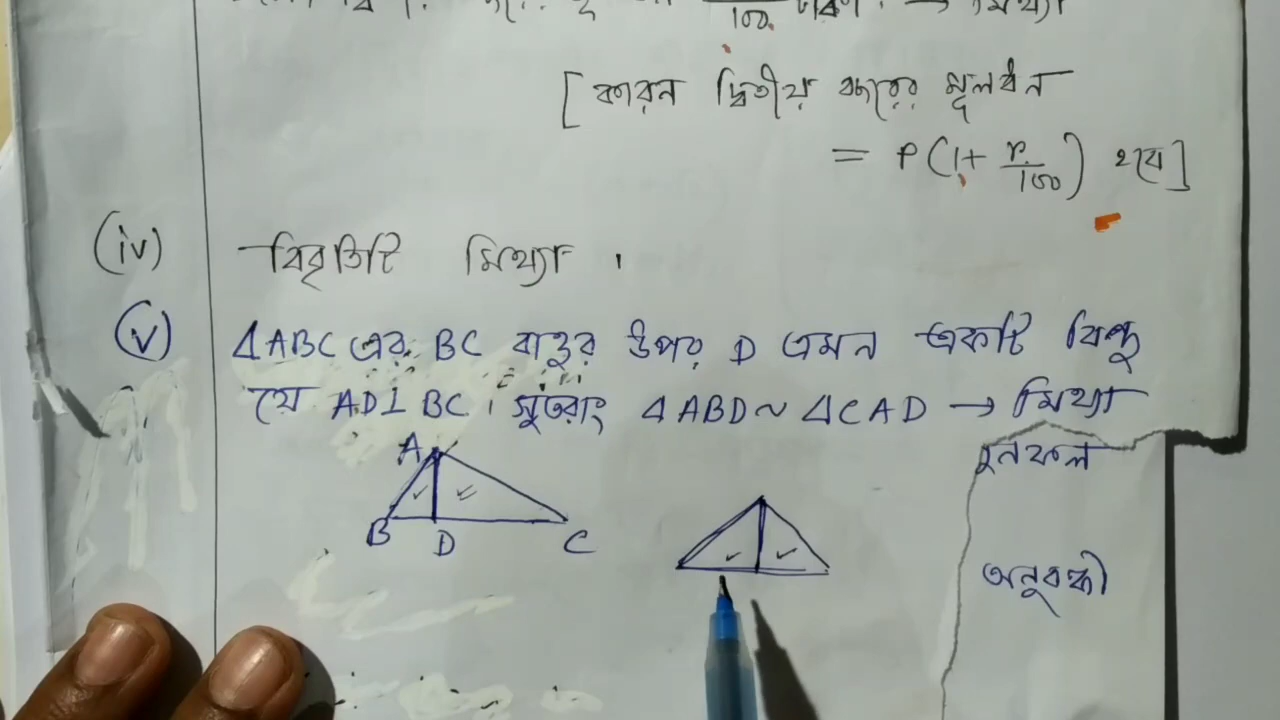 100 → মিথ্যা
[কারন দ্বিতীয় বছরের মূলধন
= P(1+ r/100) হবে]
(iv) বিবৃতিটি মিথ্যা ।
(v) ΔABC এর BC বাহুর উপর D এমন একটি বিন্দু
যে AD⊥BC । সুতরাং ΔABD ~ ΔCAD → মিথ্যা
A
B D C
অনুবন্ধী